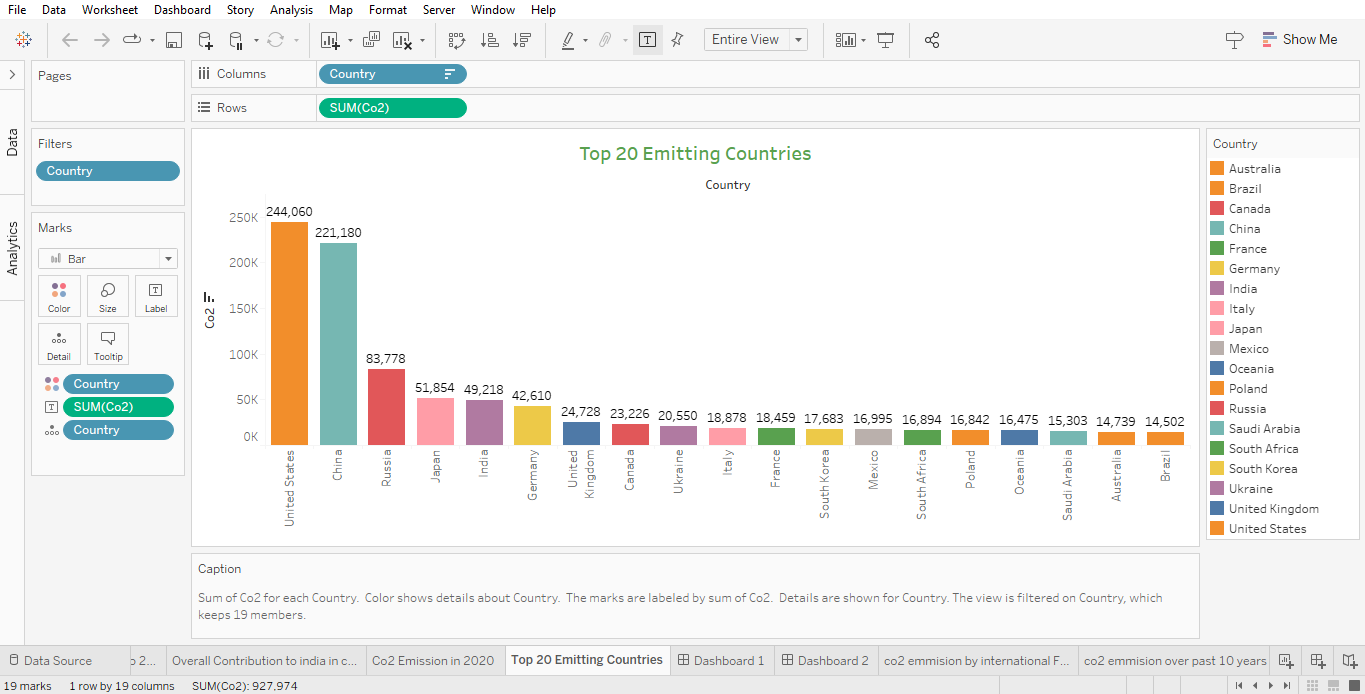 File Data Worksheet Dashboard Story Analysis Map Format Server Window Help
Entire View
Show Me
Pages
Columns Country
Rows SUM(Co2)
Data
Analytics
Filters
Country
Marks
Bar
Color Size Label
Detail Tooltip
Country
SUM(Co2)
Country
Top 20 Emitting Countries
Country
Co2
250K
200K
150K
100K
50K
0K
244,060
221,180
83,778
51,854
49,218
42,610
24,728
23,226
20,550
18,878
18,459
17,683
16,995
16,894
16,842
16,475
15,303
14,739
14,502
United States
China
Russia
Japan
India
Germany
United
Kingdom
Canada
Ukraine
Italy
France
South Korea
Mexico
South Africa
Poland
Oceania
Saudi Arabia
Australia
Brazil
Country
Australia
Brazil
Canada
China
France
Germany
India
Italy
Japan
Mexico
Oceania
Poland
Russia
Saudi Arabia
South Africa
South Korea
Ukraine
United Kingdom
United States
Caption
Sum of Co2 for each Country. Color shows details about Country. The marks are labeled by sum of Co2. Details are shown for Country. The view is filtered on Country, which
keeps 19 members.
Data Source
Overall Contribution to india in c... Co2 Emission in 2020 Top 20 Emitting Countries Dashboard 1 Dashboard 2 co2 emmision by international F... co2 emmision over past 10 years
19 marks 1 row by 19 columns SUM(Co2): 927,974